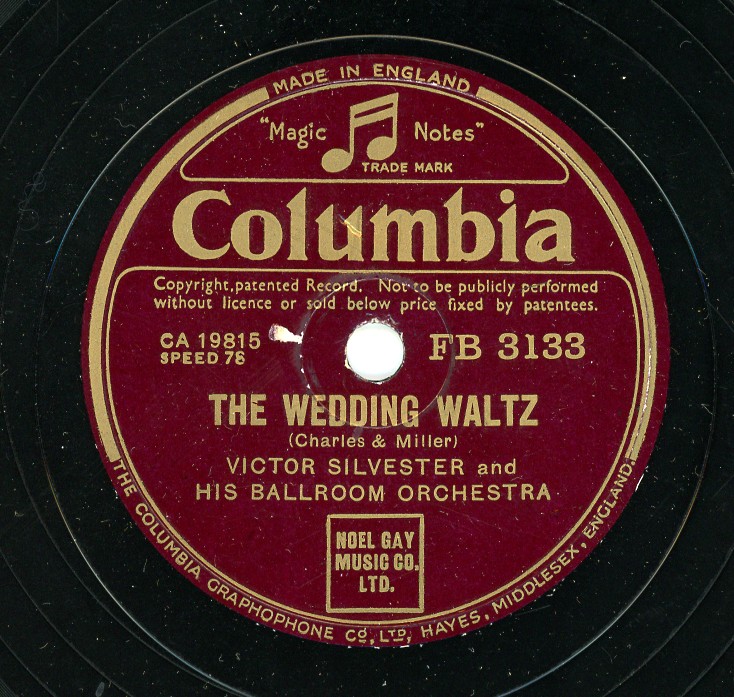 MADE IN ENGLAND
"Magic Notes"
TRADE MARK
Columbia
Copyright, patented Record. Not to be publicly performed
without licence or sold below price fixed by patentees.
CA 19815 FB 3133
SPEED 78
THE WEDDING WALTZ
(Charles & Miller)
VICTOR SILVESTER and
HIS BALLROOM ORCHESTRA
NOEL GAY
MUSIC CO.
LTD.
THE COLUMBIA GRAPHOPHONE Co., LTD, HAYES, MIDDLESEX, ENGLAND.